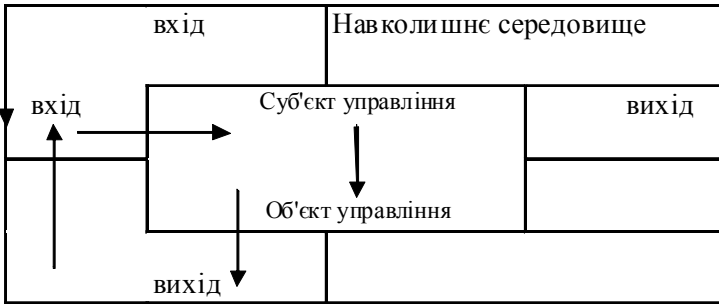 вхід Навколишнє середовище
вхід Суб'єкт управління вихід
Об'єкт управління
вихід